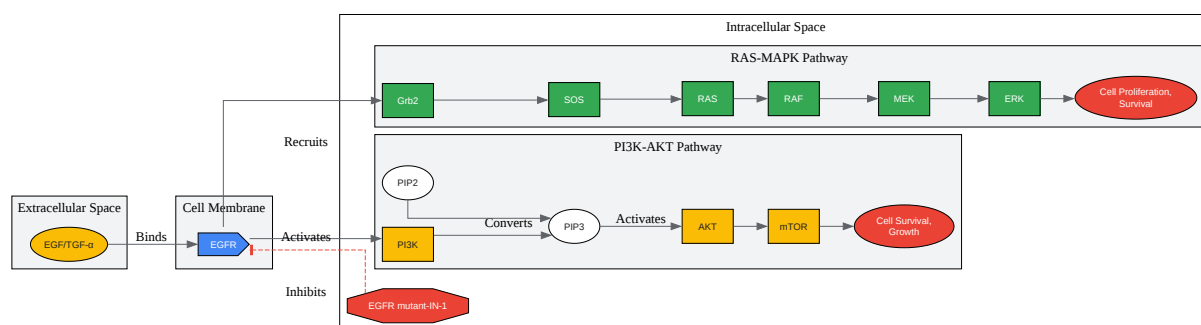 Intracellular Space
RAS-MAPK Pathway
Grb2
SOS
RAS
RAF
MEK
ERK
Cell Proliferation,
Survival
Recruits
PI3K-AKT Pathway
PIP2
Extracellular Space
Cell Membrane
EGF/TGF-α
Binds
EGFR
Activates
PI3K
Converts
PIP3
Activates
AKT
mTOR
Cell Survival,
Growth
Inhibits
EGFR mutant-IN-1